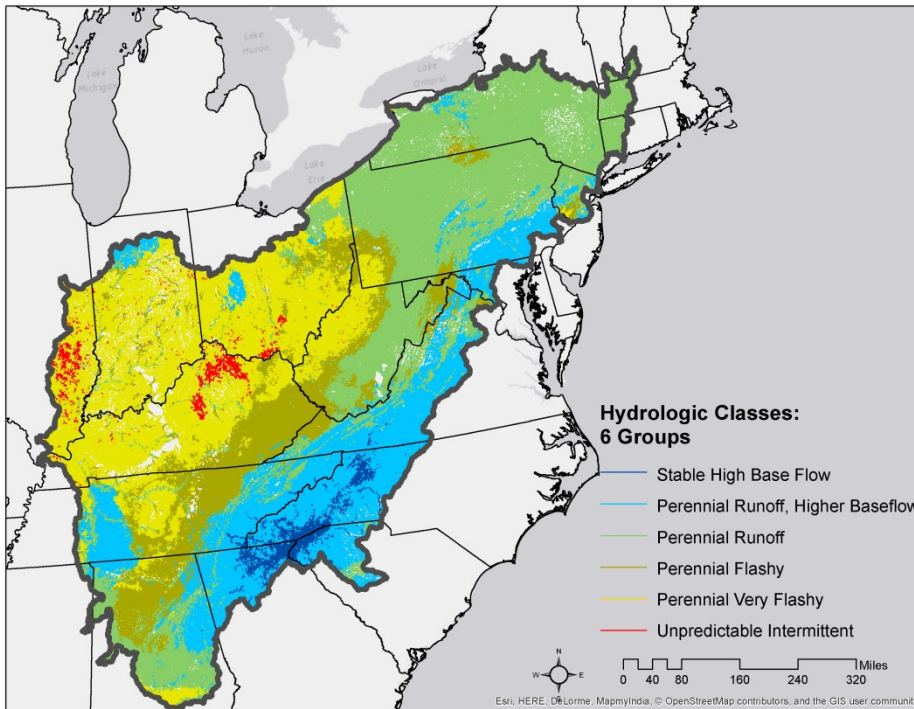 Lake
Huron
Lake
Michigan
Lake
Ontario
Lake
Erie
Hydrologic Classes:
6 Groups
Stable High Base Flow
Perennial Runoff, Higher Baseflow
Perennial Runoff
Perennial Flashy
Perennial Very Flashy
Unpredictable Intermittent
N
W E
S
Miles
0 40 80 160 240 320
Esri, HERE, DeLorme, MapmyIndia, © OpenStreetMap contributors, and the GIS user communit